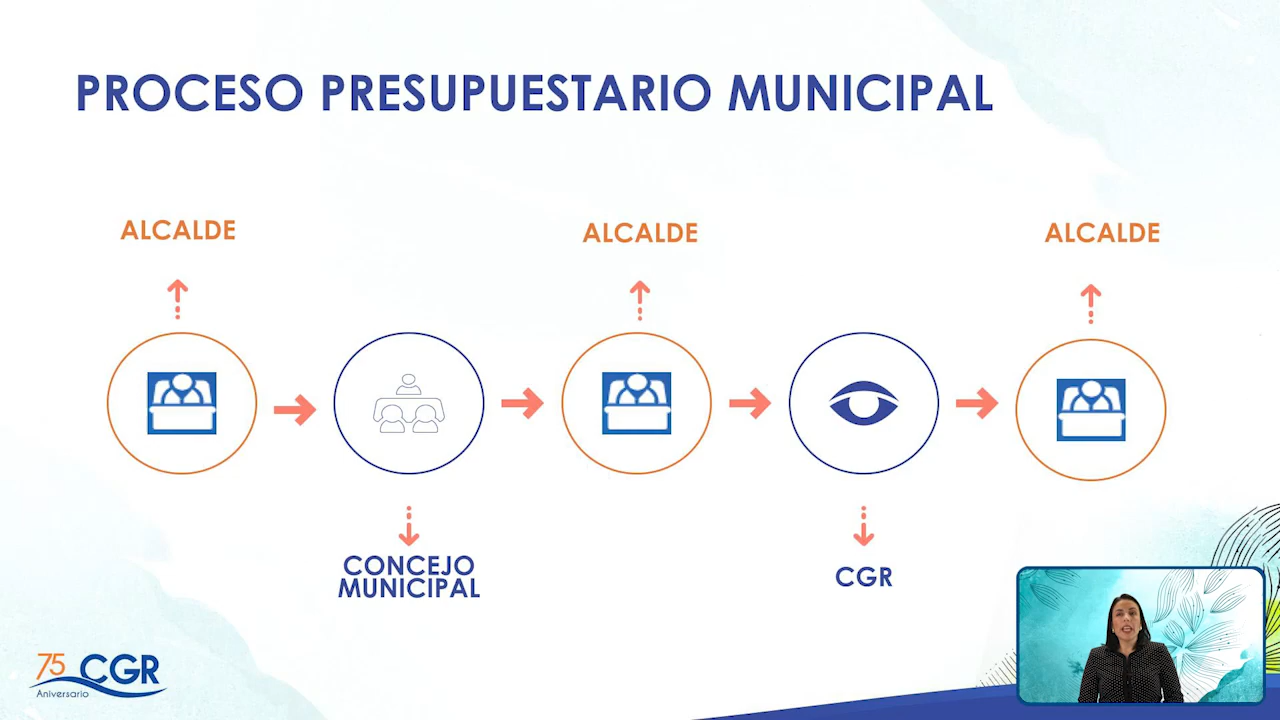 PROCESO PRESUPUESTARIO MUNICIPAL
ALCALDE
ALCALDE
ALCALDE
CONCEJO
MUNICIPAL
CGR
75 CGR
Aniversario